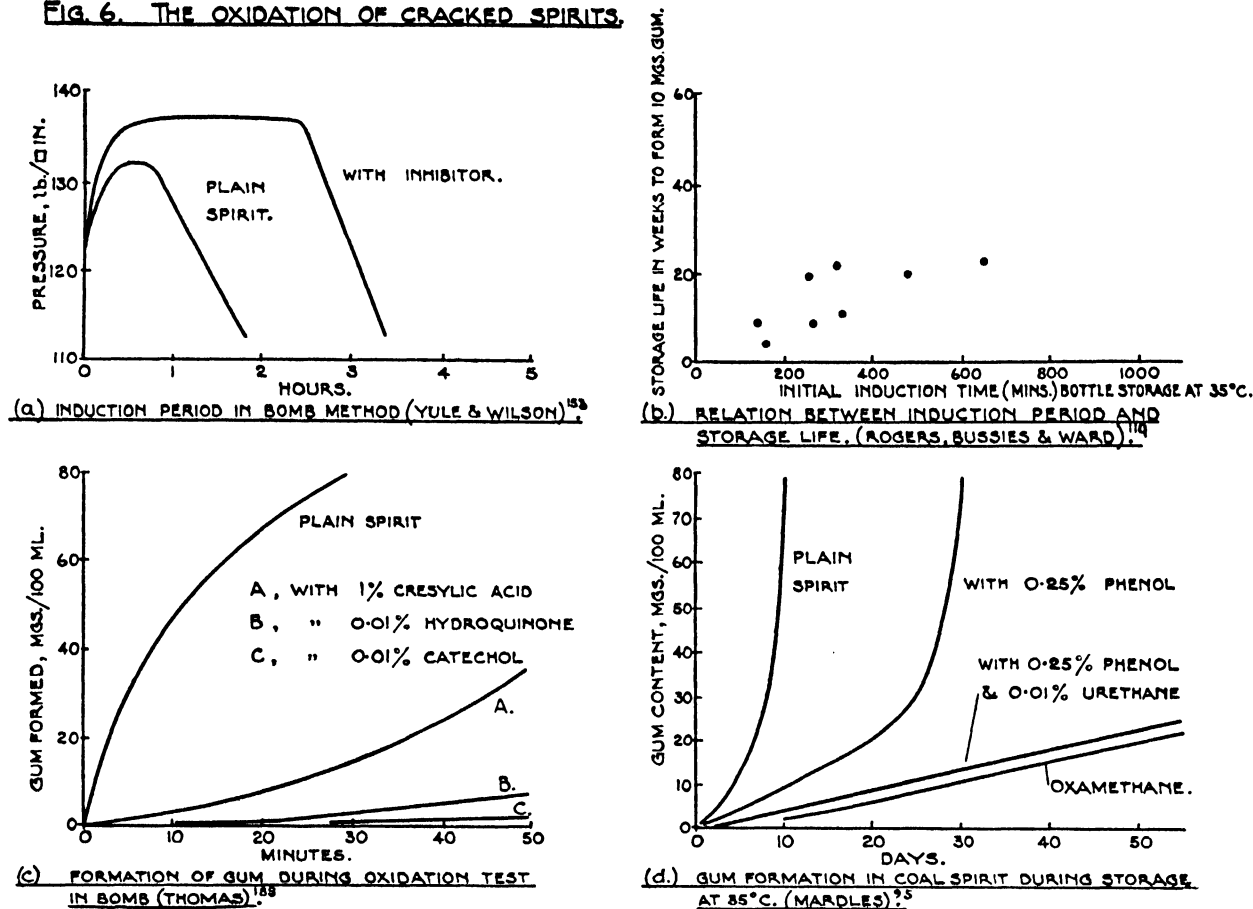 FIG. 6. THE OXIDATION OF CRACKED SPIRITS.
PRESSURE, lb./□ IN.
140
130
120
110
PLAIN
SPIRIT.
WITH INHIBITOR.
0 1 2 3 4 5
HOURS.
(a) INDUCTION PERIOD IN BOMB METHOD (YULE & WILSON).
STORAGE LIFE IN WEEKS TO FORM 10 MGS. GUM.
60
40
20
0
0 200 400 600 800 1000
INITIAL INDUCTION TIME (MINS.) BOTTLE STORAGE AT 35°C.
(b.) RELATION BETWEEN INDUCTION PERIOD AND
STORAGE LIFE. (ROGERS, BUSSIES & WARD).119
GUM FORMED, MGS./100 ML.
80
60
40
20
0
PLAIN SPIRIT
A, WITH 1% CRESYLIC ACID
B, " 0.01% HYDROQUINONE
C, " 0.01% CATECHOL
A.
B.
C.
0 10 20 30 40 50
MINUTES.
(c) FORMATION OF GUM DURING OXIDATION TEST
IN BOMB (THOMAS).
GUM CONTENT, MGS./100 ML.
80
70
60
50
40
30
20
10
0
PLAIN
SPIRIT
WITH 0.25% PHENOL
WITH 0.25% PHENOL
& 0.01% URETHANE
OXAMETHANE.
0 10 20 30 40 50
DAYS.
(d.) GUM FORMATION IN COAL SPIRIT DURING STORAGE
AT 35°C. (MARDLES).95